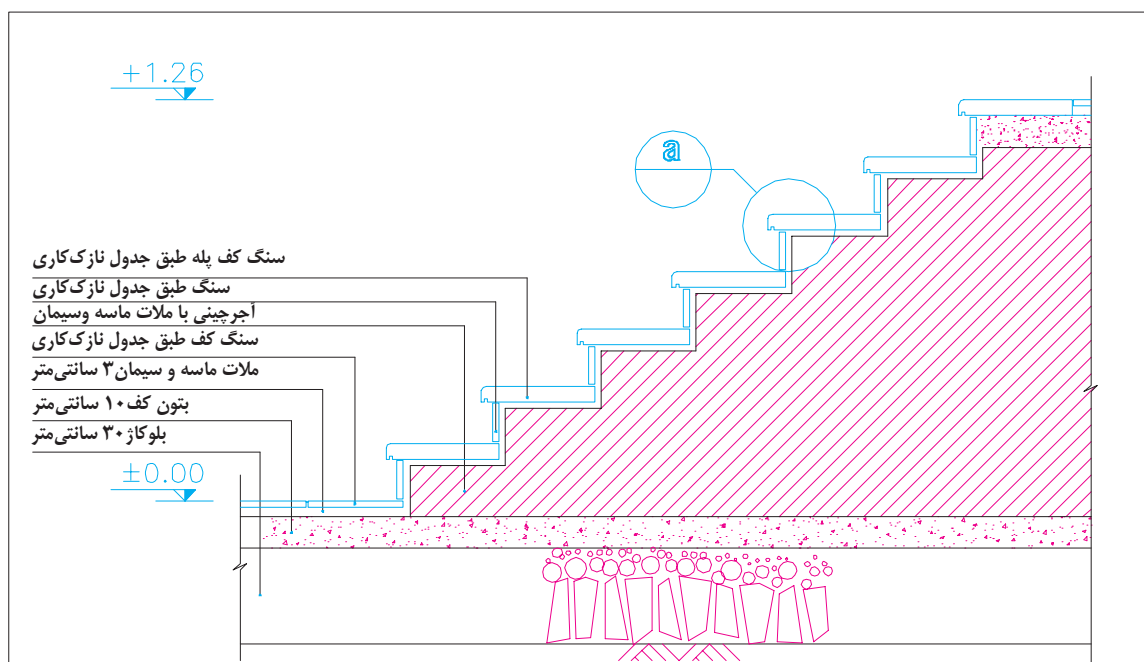 +1.26
a
سنگ کف پله طبق جدول نازک‌کاری
سنگ طبق جدول نازک‌کاری
آجرچینی با ملات ماسه وسیمان
سنگ کف طبق جدول نازک‌کاری
ملات ماسه و سیمان۳ سانتی‌متر
بتون کف۱۰ سانتی‌متر
بلوکاژ۳۰ سانتی‌متر
±0.00